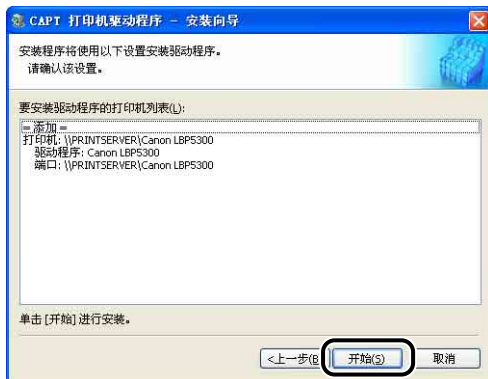 CAPT 打印机驱动程序 - 安装向导
安装程序将使用以下设置安装驱动程序。
请确认该设置。
要安装驱动程序的打印机列表(L):
= 添加 =
打印机: \\PRINTSERVER\Canon LBP5300
驱动程序: Canon LBP5300
端口: \\PRINTSERVER\Canon LBP5300
单击 [开始] 进行安装。
<上一步(B 开始(S) 取消